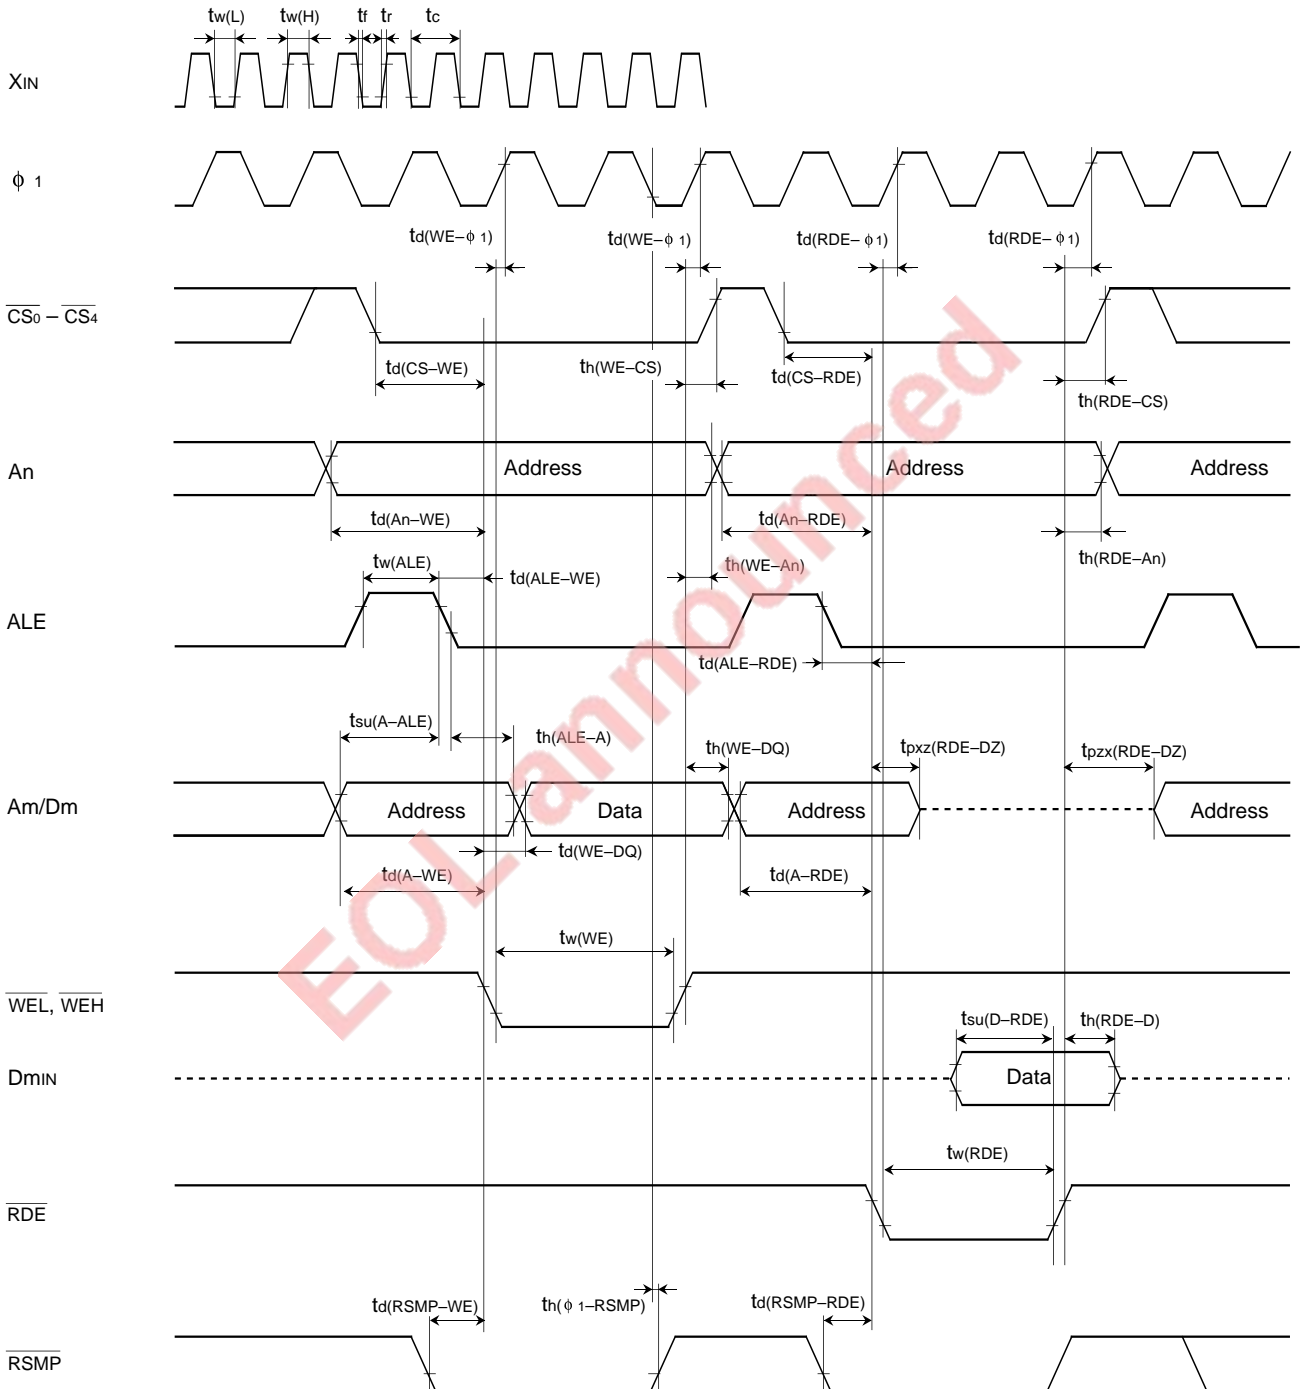 tw(L) tw(H) tf tr tc
XIN
ϕ 1
td(WE–ϕ 1) td(WE–ϕ 1) td(RDE–ϕ 1) td(RDE–ϕ 1)
CS0 – CS4
td(CS–WE) th(WE–CS) td(CS–RDE) th(RDE–CS)
An Address Address Address
td(An–WE) td(An–RDE)
tw(ALE) td(ALE–WE) th(WE–An) th(RDE–An)
ALE
td(ALE–RDE)
tsu(A–ALE) th(ALE–A) th(WE–DQ) tpxz(RDE–DZ) tpzx(RDE–DZ)
Am/Dm Address Data Address Address
td(WE–DQ)
td(A–WE) td(A–RDE)
tw(WE)
WEL, WEH
tsu(D–RDE) th(RDE–D)
DmIN Data
tw(RDE)
RDE
td(RSMP–WE) th(ϕ 1–RSMP) td(RSMP–RDE)
RSMP
EOL announced